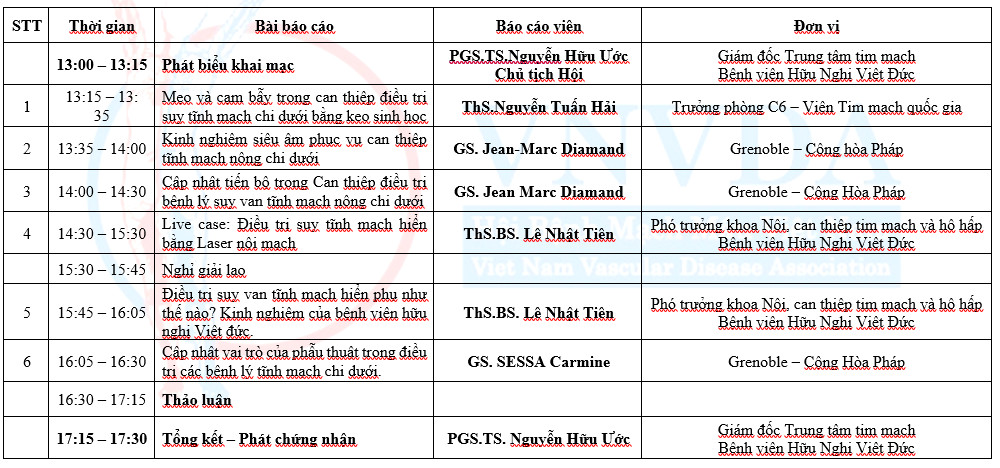 STT Thời gian Bài báo cáo Báo cáo viên Đơn vị
13:00 – 13:15 Phát biểu khai mạc PGS.TS.Nguyễn Hữu Ước
Chủ tịch Hội Giám đốc Trung tâm tim mạch
Bệnh viện Hữu Nghị Việt Đức
1 13:15 – 13:
35 Mẹo và cạm bẫy trong can thiệp điều trị
suy tĩnh mạch chi dưới bằng keo sinh học ThS.Nguyễn Tuấn Hải Trưởng phòng C6 – Viện Tim mạch quốc gia
2 13:35 – 14:00 Kinh nghiệm siêu âm phục vụ can thiệp
tĩnh mạch nông chi dưới GS. Jean-Marc Diamand Grenoble – Cộng hòa Pháp
3 14:00 – 14:30 Cập nhật tiến bộ trong Can thiệp điều trị
bệnh lý suy van tĩnh mạch nông chi dưới GS. Jean Marc Diamand Grenoble – Cộng Hòa Pháp
4 14:30 – 15:30 Live case: Điều trị suy tĩnh mạch hiển
bằng Laser nội mạch ThS.BS. Lê Nhật Tiên Phó trưởng khoa Nội, can thiệp tim mạch và hô hấp
Bệnh viện Hữu Nghị Việt Đức
15:30 – 15:45 Nghỉ giải lao
5 15:45 – 16:05 Điều trị suy van tĩnh mạch hiển phụ như
thế nào? Kinh nghiệm của bệnh viện hữu
nghị Việt đức. ThS.BS. Lê Nhật Tiên Phó trưởng khoa Nội, can thiệp tim mạch và hô hấp
Bệnh viện Hữu Nghị Việt Đức
6 16:05 – 16:30 Cập nhật vai trò của phẫu thuật trong điều
trị các bệnh lý tĩnh mạch chi dưới. GS. SESSA Carmine Grenoble – Cộng Hòa Pháp
16:30 – 17:15 Thảo luận
17:15 – 17:30 Tổng kết – Phát chứng nhận PGS.TS. Nguyễn Hữu Ước Giám đốc Trung tâm tim mạch
Bệnh viện Hữu Nghị Việt Đức
VNVDA
Viet Nam Vascular Disease Association